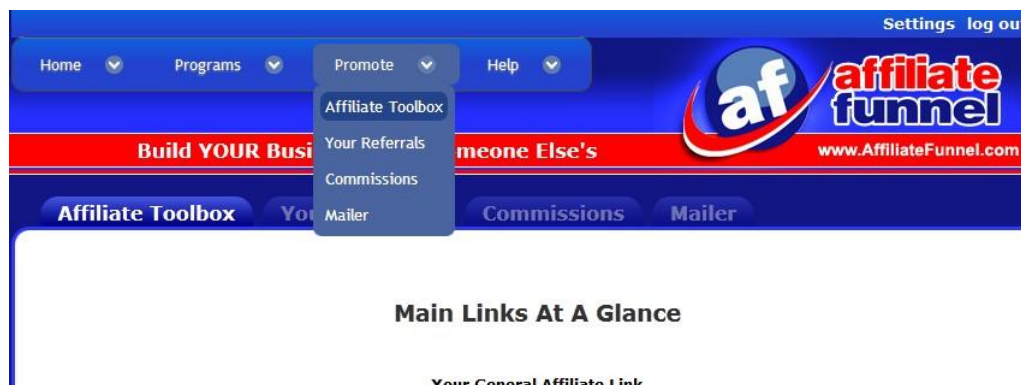 Settings log ou
Home Programs Promote Help
affiliate
funnel
af
Affiliate Toolbox
Your Referrals
Commissions
Mailer
Build YOUR Busi meone Else's
www.AffiliateFunnel.com
Affiliate Toolbox Yo Commissions Mailer
Main Links At A Glance
Your General Affiliate Link